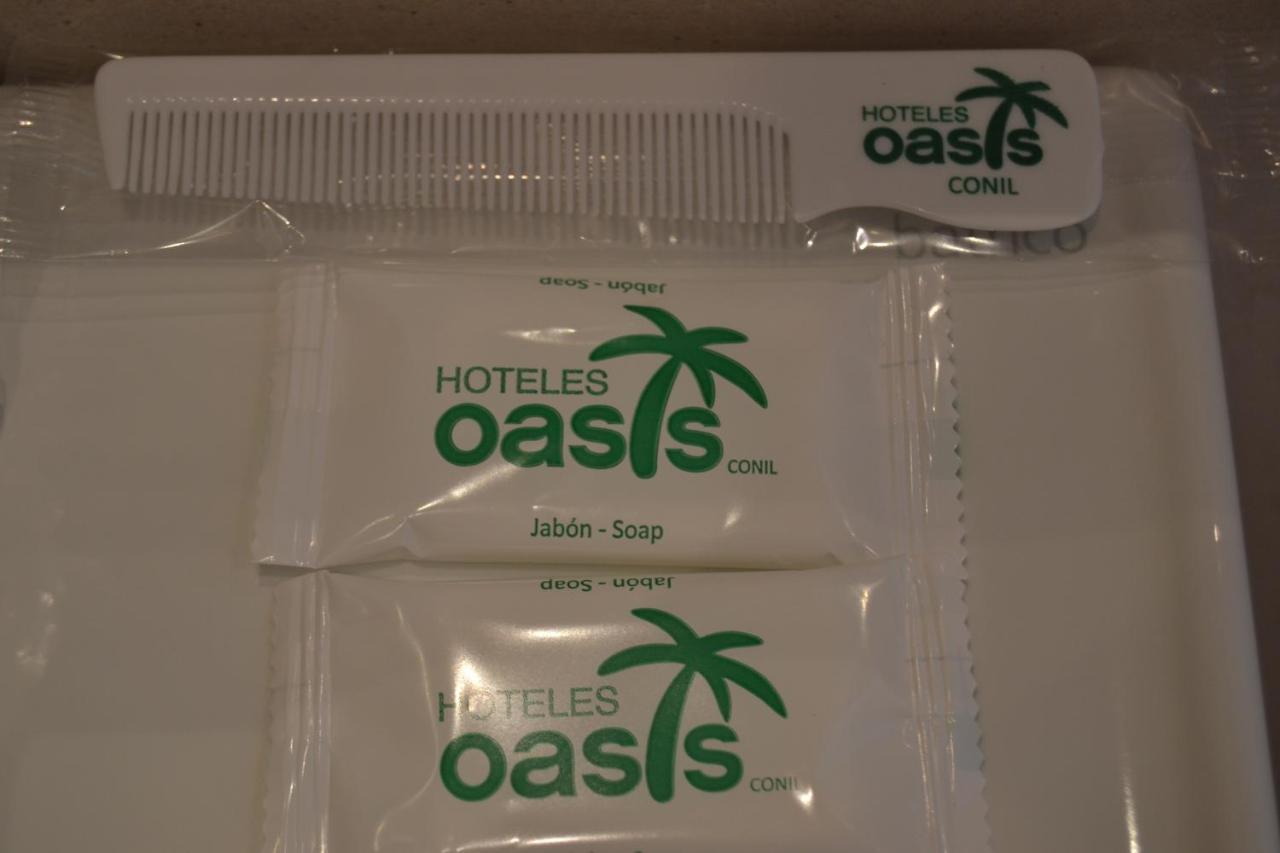 HOTELES
oasis
CONIL
Jabón - Soap
HOTELES
oasis
CONIL
Jabón - Soap
Jabón - Soap
HOTELES
oasis
CONIL